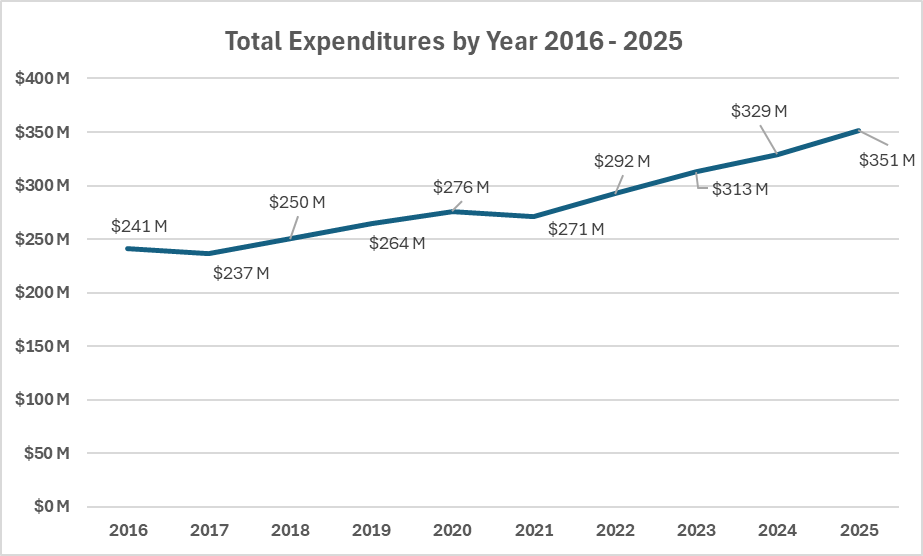 Total Expenditures by Year 2016 - 2025
$400 M
$350 M
$300 M
$250 M
$200 M
$150 M
$100 M
$50 M
$0 M
$241 M
$237 M
$250 M
$264 M
$276 M
$271 M
$292 M
$313 M
$329 M
$351 M
2016 2017 2018 2019 2020 2021 2022 2023 2024 2025